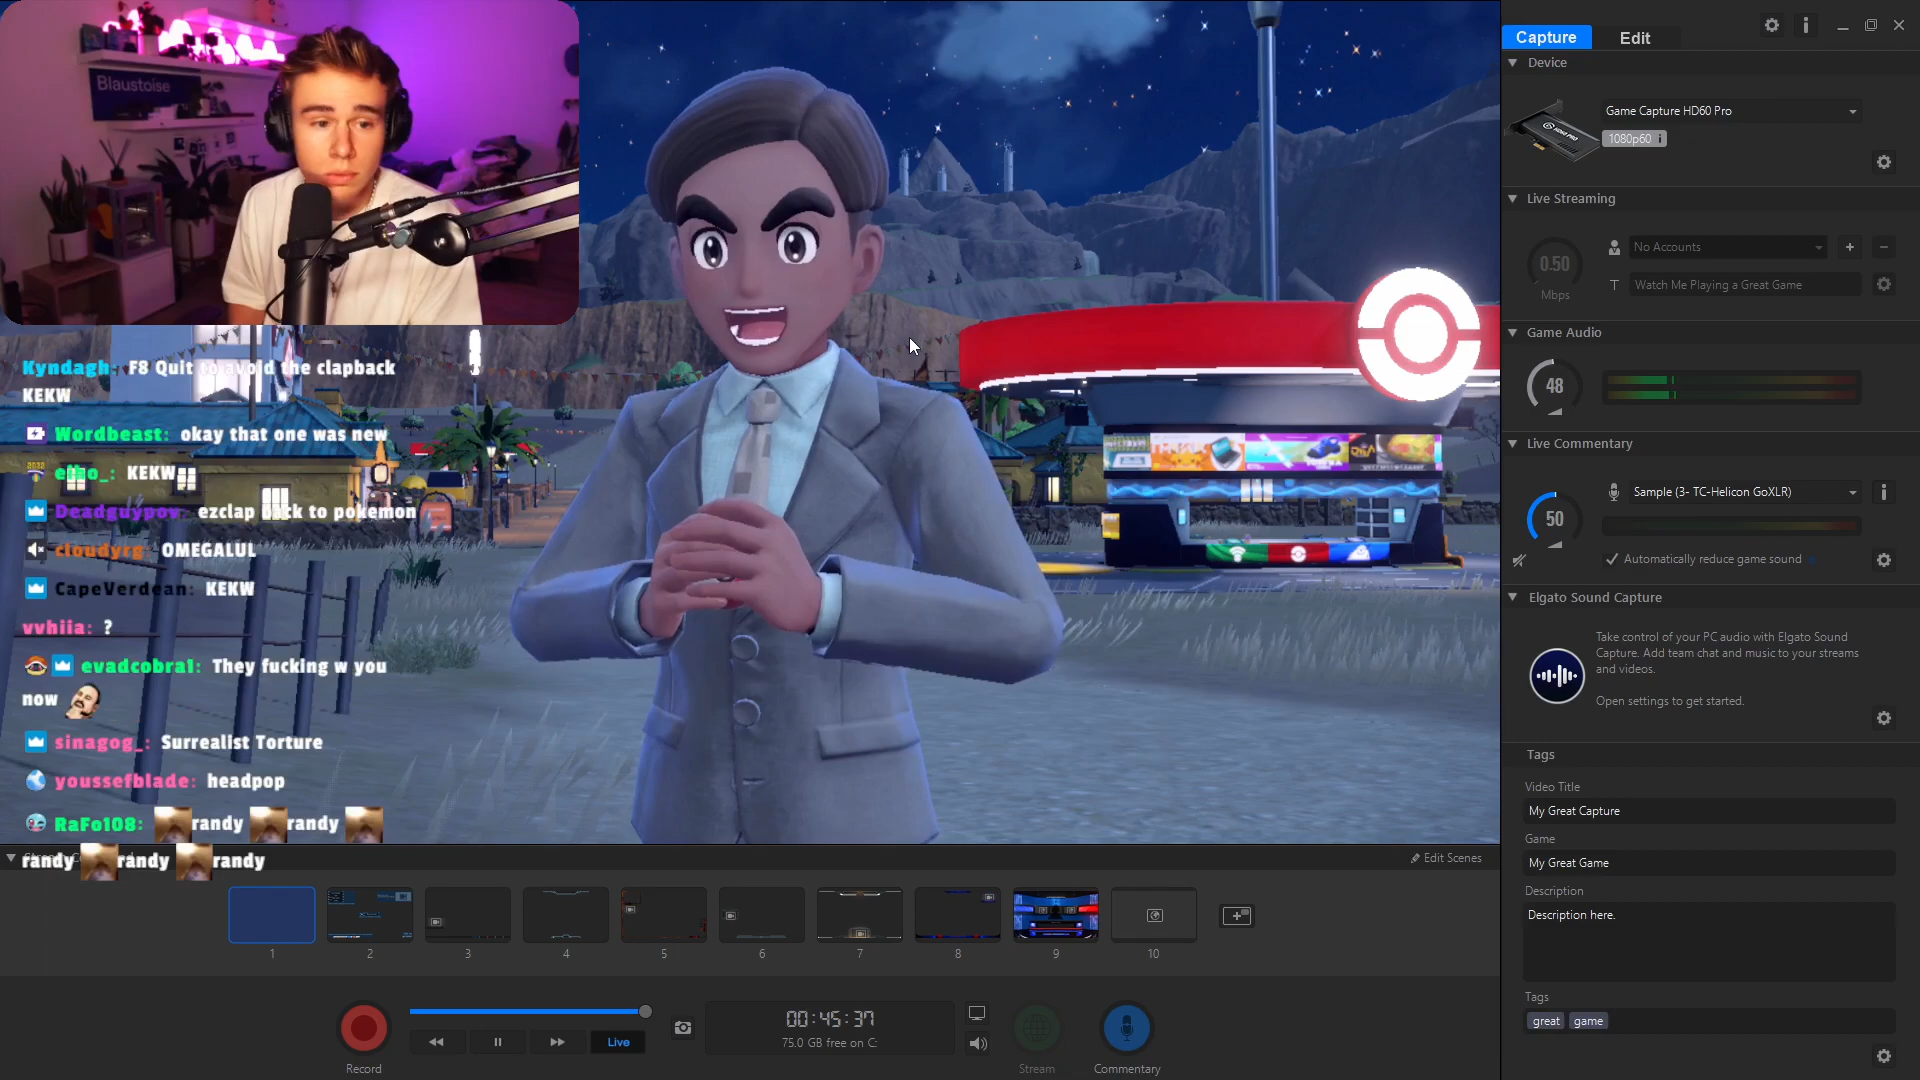 Blaustoise
Kyndagh: F8 Quit to avoid the clapback
KEKW
Wordbeast: okay that one was new
elho_: KEKW
Deadguypov: ezclap back to pokemon
cloudyrg: OMEGALUL
CapeVerdean: KEKW
vvhiia: ?
evadcobra1: They fucking w you
now
sinagog_: Surrealist Torture
youssefblade: headpop
RaFo108: randy randy
randy randy randy
Edit Scenes
1 2 3 4 5 6 7 8 9 10
Live
Record
00:45:37
75.0 GB free on C:
Stream
Commentary
Capture
Edit
Device
Game Capture HD60 Pro
1080p60 i
Live Streaming
0.50
Mbps
No Accounts
T Watch Me Playing a Great Game
Game Audio
48
Live Commentary
50
Sample (3- TC-Helicon GoXLR)
Automatically reduce game sound
Elgato Sound Capture
Take control of your PC audio with Elgato Sound
Capture. Add team chat and music to your streams
and videos.
Open settings to get started.
Tags
Video Title
My Great Capture
Game
My Great Game
Description
Description here.
Tags
great game